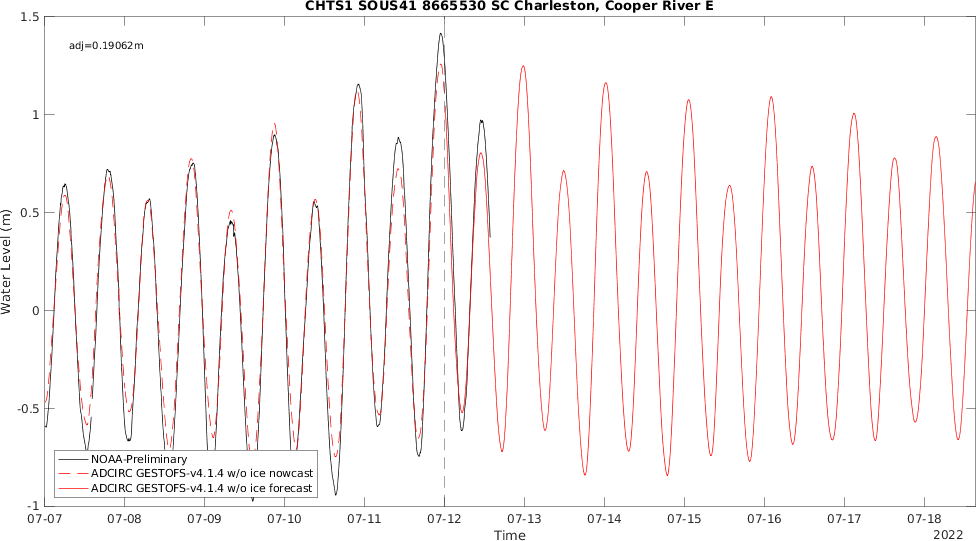 CHTS1 SOUS41 8665530 SC Charleston, Cooper River E
adj=0.19062m
1.5
1
0.5
0
-0.5
-1
Water Level (m)
NOAA-Preliminary
ADCIRC GESTOFS-v4.1.4 w/o ice nowcast
ADCIRC GESTOFS-v4.1.4 w/o ice forecast
07-07 07-08 07-09 07-10 07-11 07-12 07-13 07-14 07-15 07-16 07-17 07-18
Time
2022